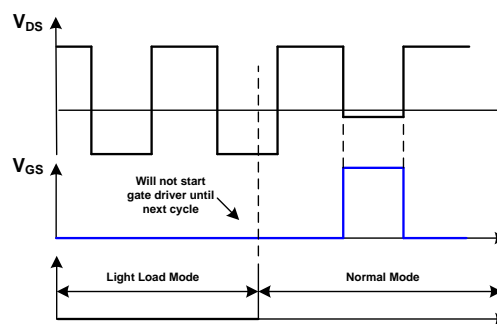 VDS
VGS
Will not start
gate driver until
next cycle
Light Load Mode
Normal Mode